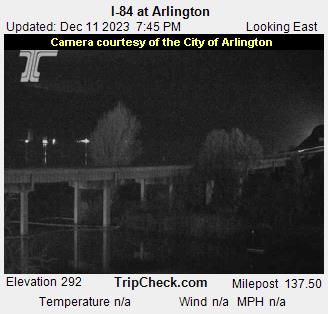 I-84 at Arlington
Updated: Dec 11 2023 7:45 PM Looking East
Camera courtesy of the City of Arlington
Elevation 292 TripCheck.com Milepost 137.50
Temperature n/a Wind n/a MPH n/a